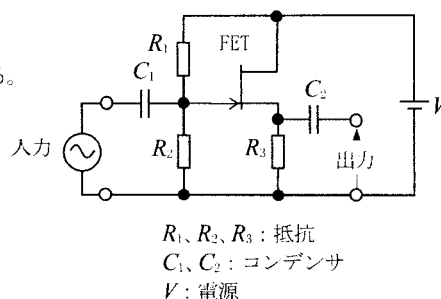 る。
R₁
FET
C₁
C₂
V
入力
R₂
R₃
出力
R₁、R₂、R₃：抵抗
C₁、C₂：コンデンサ
V：電源